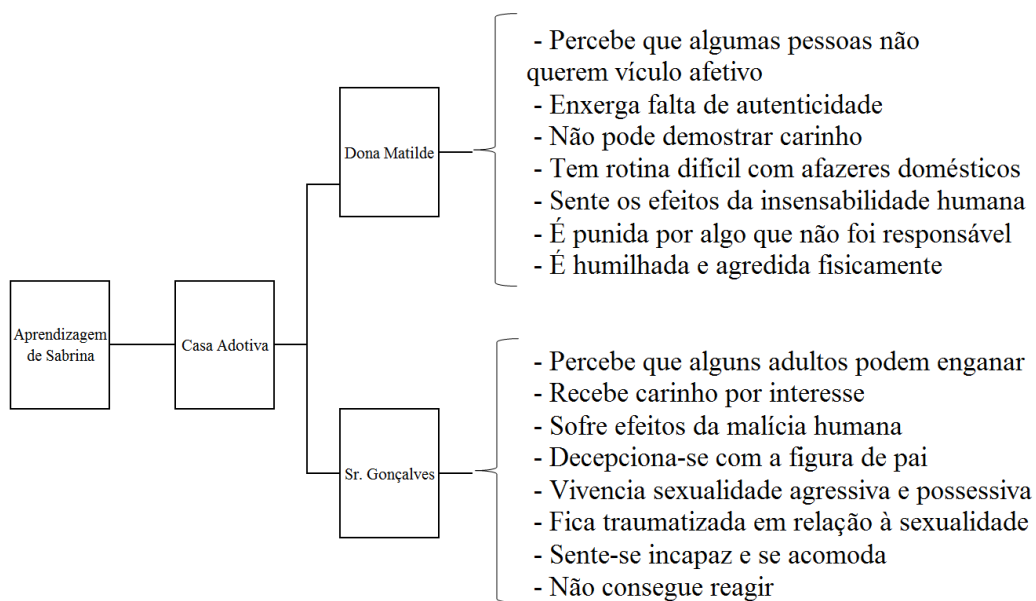 Aprendizagem
de Sabrina
Casa Adotiva
Dona Matilde
- Percebe que algumas pessoas não
querem vículo afetivo
- Enxerga falta de autenticidade
- Não pode demostrar carinho
- Tem rotina difícil com afazeres domésticos
- Sente os efeitos da insensabilidade humana
- É punida por algo que não foi responsável
- É humilhada e agredida fisicamente
Sr. Gonçalves
- Percebe que alguns adultos podem enganar
- Recebe carinho por interesse
- Sofre efeitos da malícia humana
- Decepciona-se com a figura de pai
- Vivencia sexualidade agressiva e possessiva
- Fica traumatizada em relação à sexualidade
- Sente-se incapaz e se acomoda
- Não consegue reagir